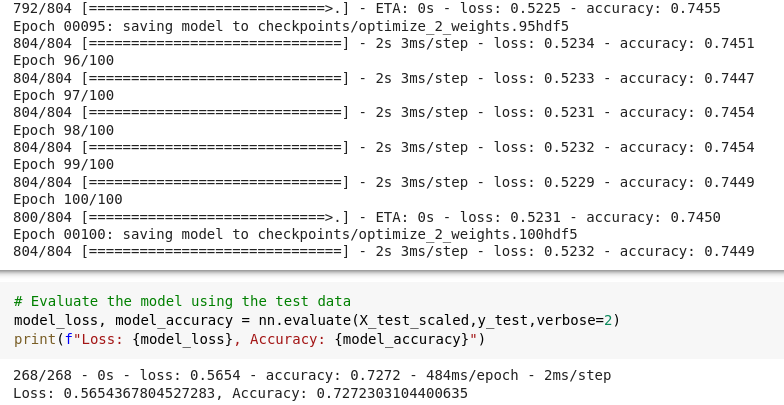 792/804 [============================>.] - ETA: 0s - loss: 0.5225 - accuracy: 0.7455
Epoch 00095: saving model to checkpoints/optimize_2_weights.95hdf5
804/804 [==============================] - 2s 3ms/step - loss: 0.5234 - accuracy: 0.7451
Epoch 96/100
804/804 [==============================] - 2s 3ms/step - loss: 0.5233 - accuracy: 0.7447
Epoch 97/100
804/804 [==============================] - 2s 3ms/step - loss: 0.5231 - accuracy: 0.7454
Epoch 98/100
804/804 [==============================] - 2s 3ms/step - loss: 0.5232 - accuracy: 0.7454
Epoch 99/100
804/804 [==============================] - 2s 3ms/step - loss: 0.5229 - accuracy: 0.7449
Epoch 100/100
800/804 [============================>.] - ETA: 0s - loss: 0.5231 - accuracy: 0.7450
Epoch 00100: saving model to checkpoints/optimize_2_weights.100hdf5
804/804 [==============================] - 2s 3ms/step - loss: 0.5232 - accuracy: 0.7449
# Evaluate the model using the test data
model_loss, model_accuracy = nn.evaluate(X_test_scaled,y_test,verbose=2)
print(f"Loss: {model_loss}, Accuracy: {model_accuracy}")
268/268 - 0s - loss: 0.5654 - accuracy: 0.7272 - 484ms/epoch - 2ms/step
Loss: 0.5654367804527283, Accuracy: 0.7272303104400635